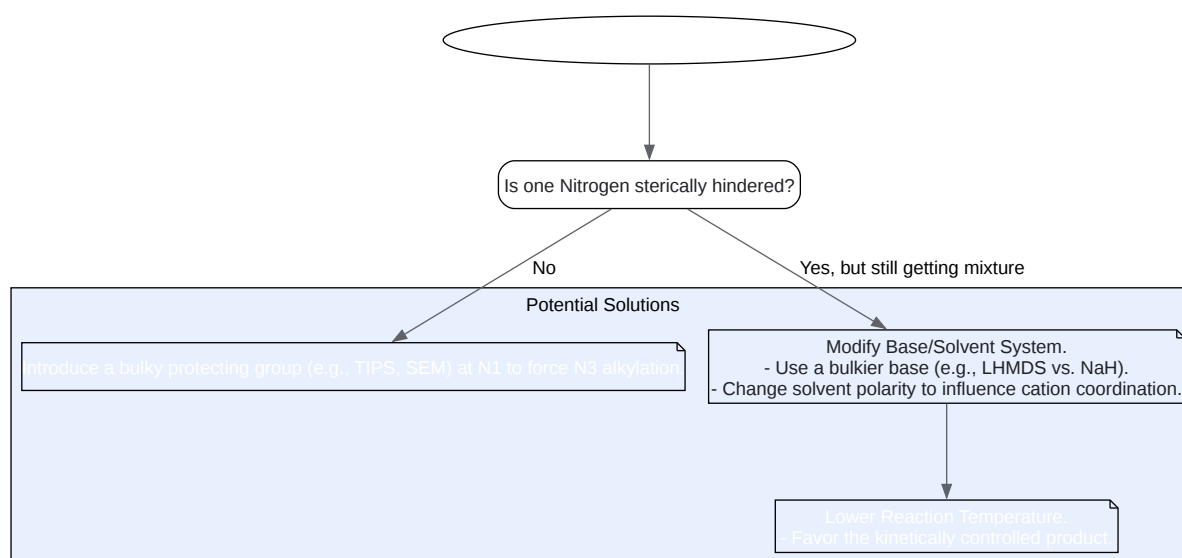 Is one Nitrogen sterically hindered?
No
Yes, but still getting mixture
Potential Solutions
Introduce a bulky protecting group (e.g., TIPS, SEM) at N1 to force N3 alkylation.
Modify Base/Solvent System.
- Use a bulkier base (e.g., LHMDS vs. NaH).
- Change solvent polarity to influence cation coordination.
Lower Reaction Temperature.
- Favor the kinetically controlled product.